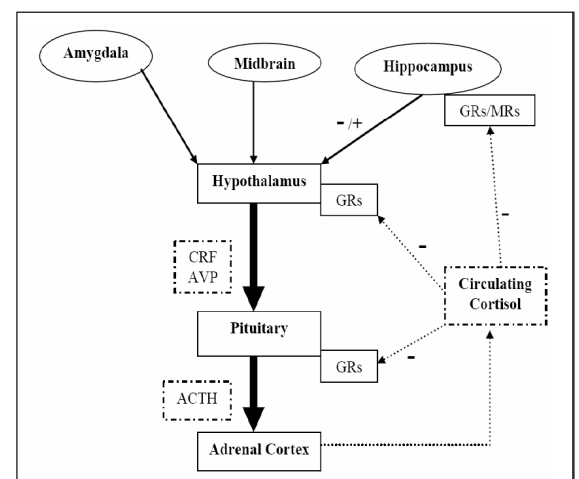 Amygdala
Midbrain
Hippocampus
GRs/MRs
- /+
Hypothalamus
GRs
-
-
CRF
AVP
Circulating
Cortisol
Pituitary
GRs
-
ACTH
Adrenal Cortex